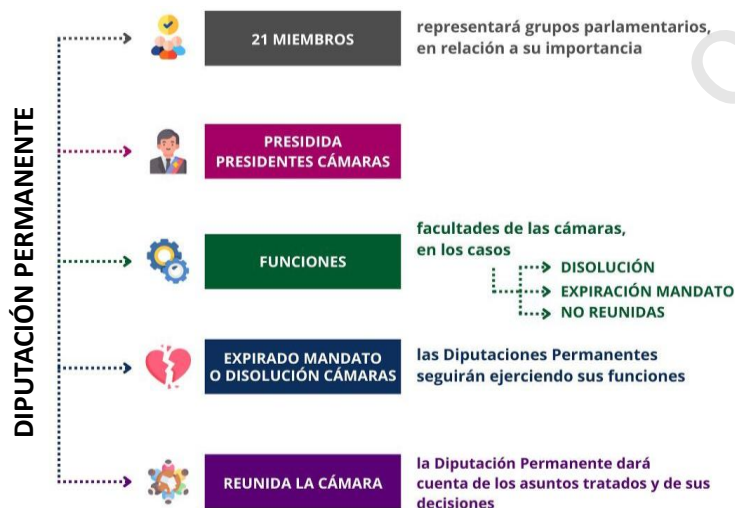 DIPUTACIÓN PERMANENTE
21 MIEMBROS
representará grupos parlamentarios,
en relación a su importancia
PRESIDIDA
PRESIDENTES CÁMARAS
FUNCIONES
facultades de las cámaras,
en los casos
DISOLUCIÓN
EXPIRACIÓN MANDATO
NO REUNIDAS
EXPIRADO MANDATO
O DISOLUCIÓN CÁMARAS
las Diputaciones Permanentes
seguirán ejerciendo sus funciones
REUNIDA LA CÁMARA
la Diputación Permanente dará
cuenta de los asuntos tratados y de sus
decisiones